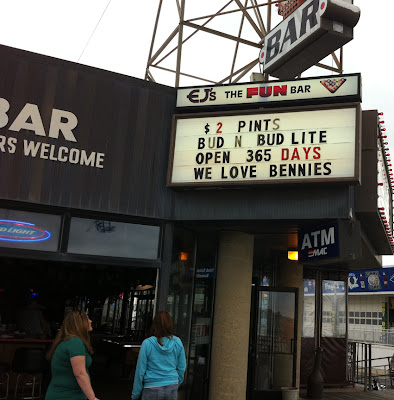 BAR
EJ's THE FUN BAR
$2 PINTS
BUD N BUD LITE
OPEN 365 DAYS
WE LOVE BENNIES
BAR
RS WELCOME
ATM
MAC